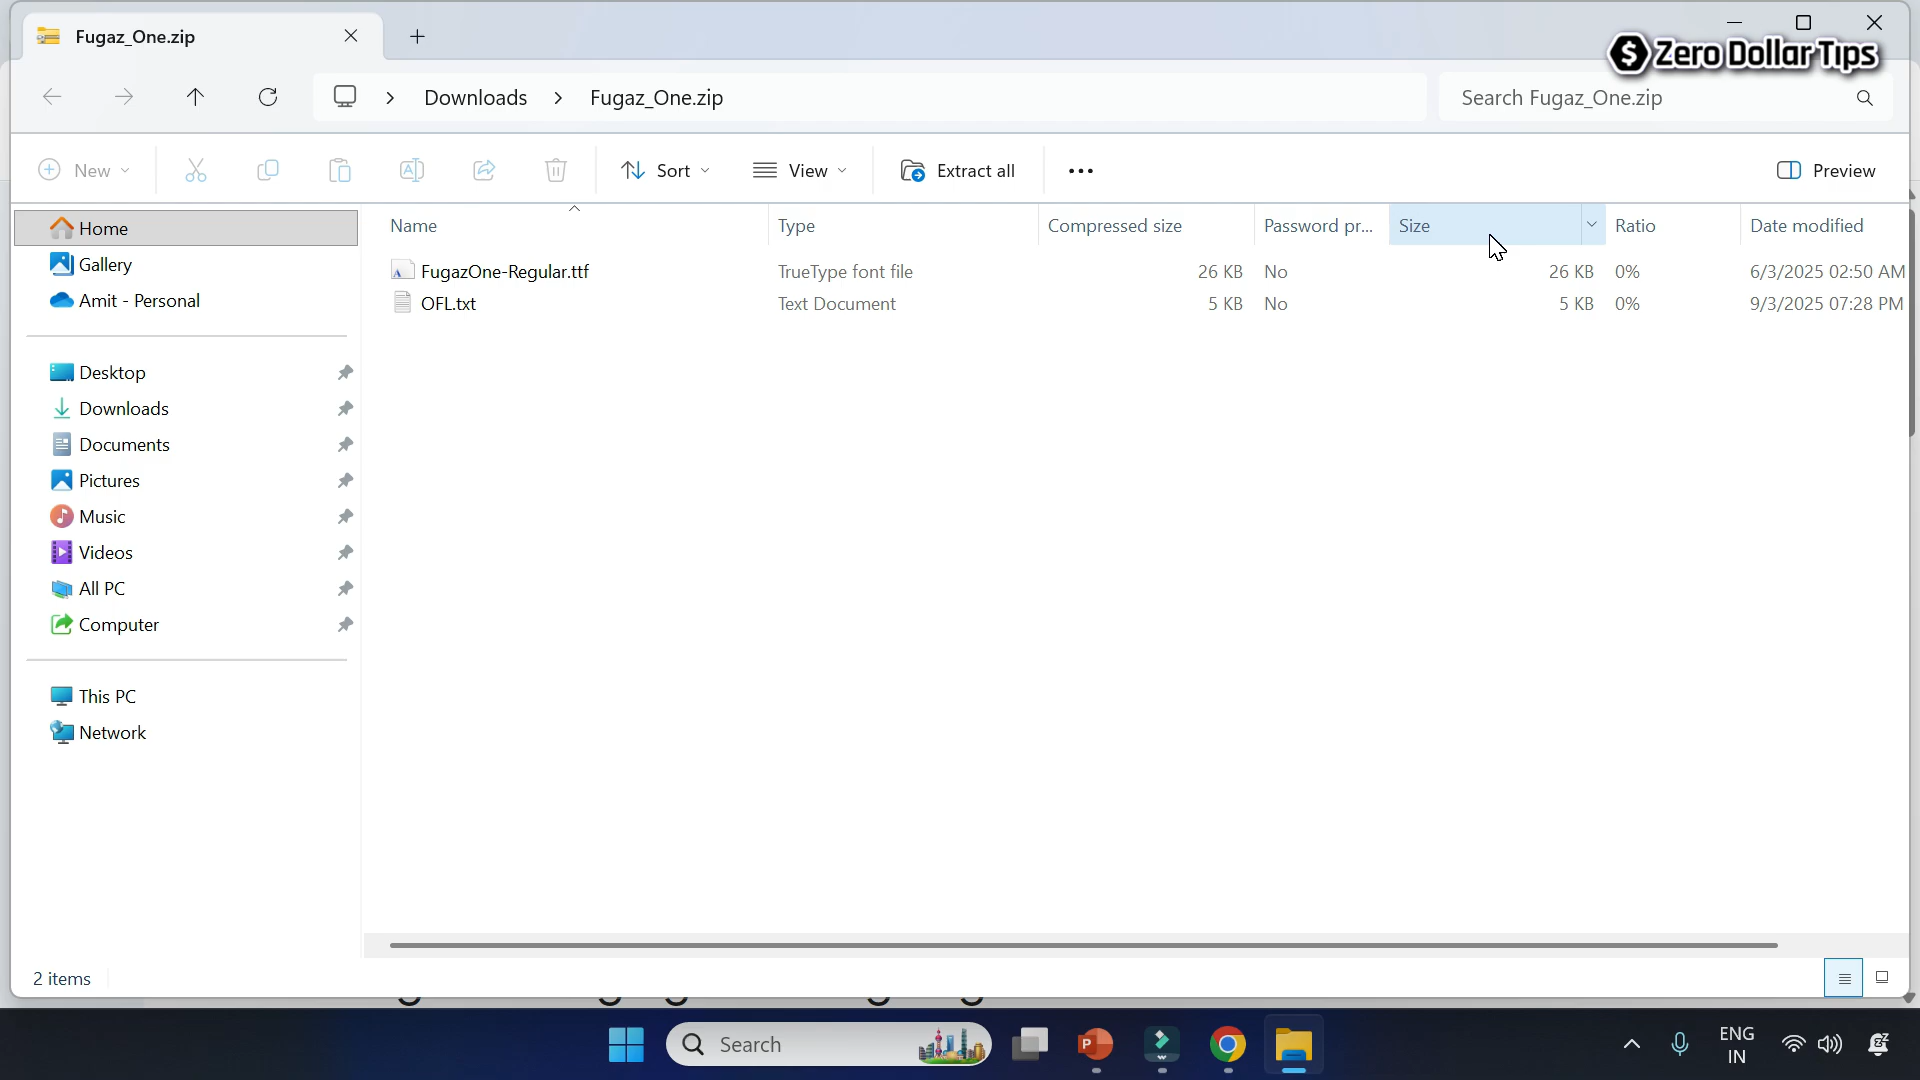 Fugaz_One.zip
Zero Dollar Tips
Downloads Fugaz_One.zip
Search Fugaz_One.zip
New Sort View Extract all Preview
Home
Gallery
Amit - Personal
Desktop
Downloads
Documents
Pictures
Music
Videos
All PC
Computer
This PC
Network
Name Type Compressed size Password pr... Size Ratio Date modified
FugazOne-Regular.ttf TrueType font file 26 KB No 26 KB 0% 6/3/2025 02:50 AM
OFL.txt Text Document 5 KB No 5 KB 0% 9/3/2025 07:28 PM
2 items
Search
ENG
IN